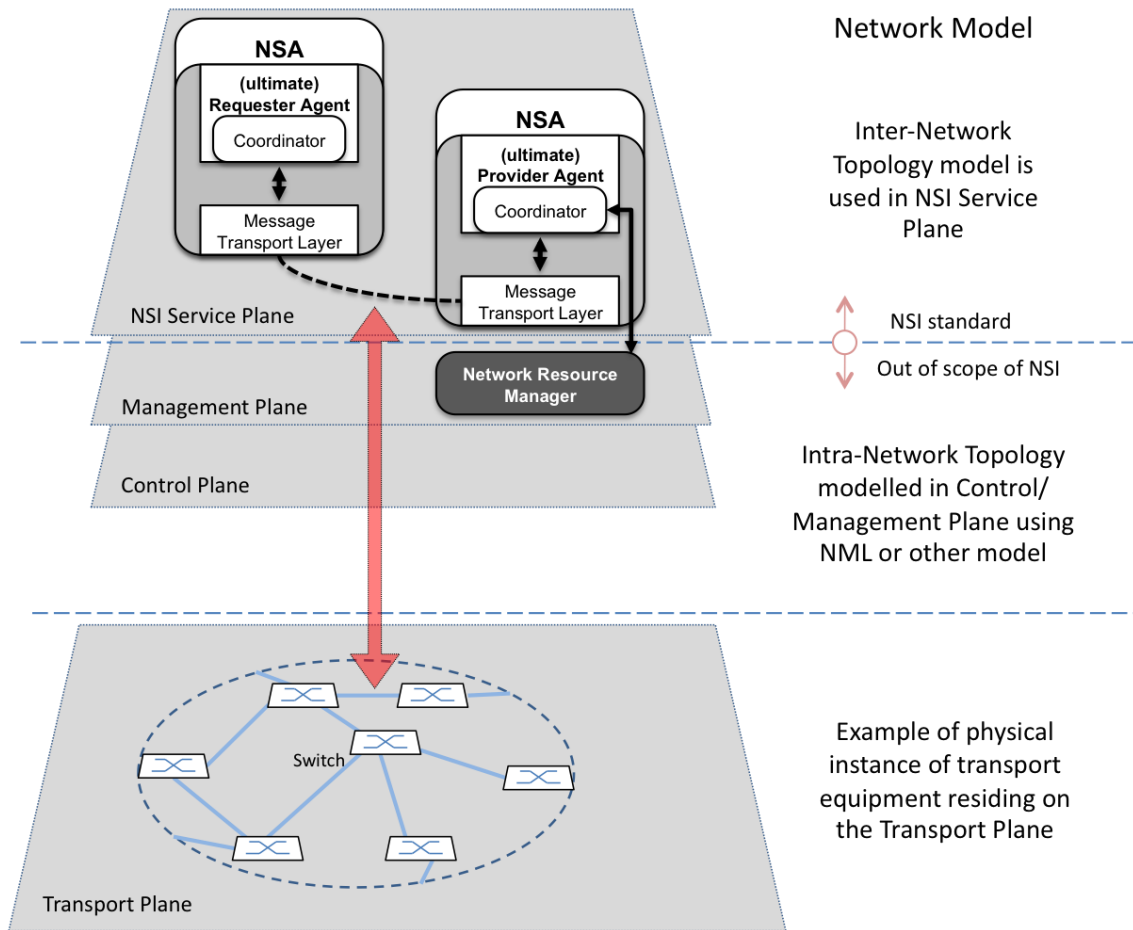 Network Model
NSA
(ultimate)
Requester Agent
Coordinator
Message
Transport Layer
NSA
(ultimate)
Provider Agent
Coordinator
Message
Transport Layer
Inter-Network
Topology model is
used in NSI Service
Plane
NSI Service Plane
NSI standard
Out of scope of NSI
Network Resource
Manager
Management Plane
Control Plane
Intra-Network Topology
modelled in Control/
Management Plane using
NML or other model
Switch
Example of physical
instance of transport
equipment residing on
the Transport Plane
Transport Plane